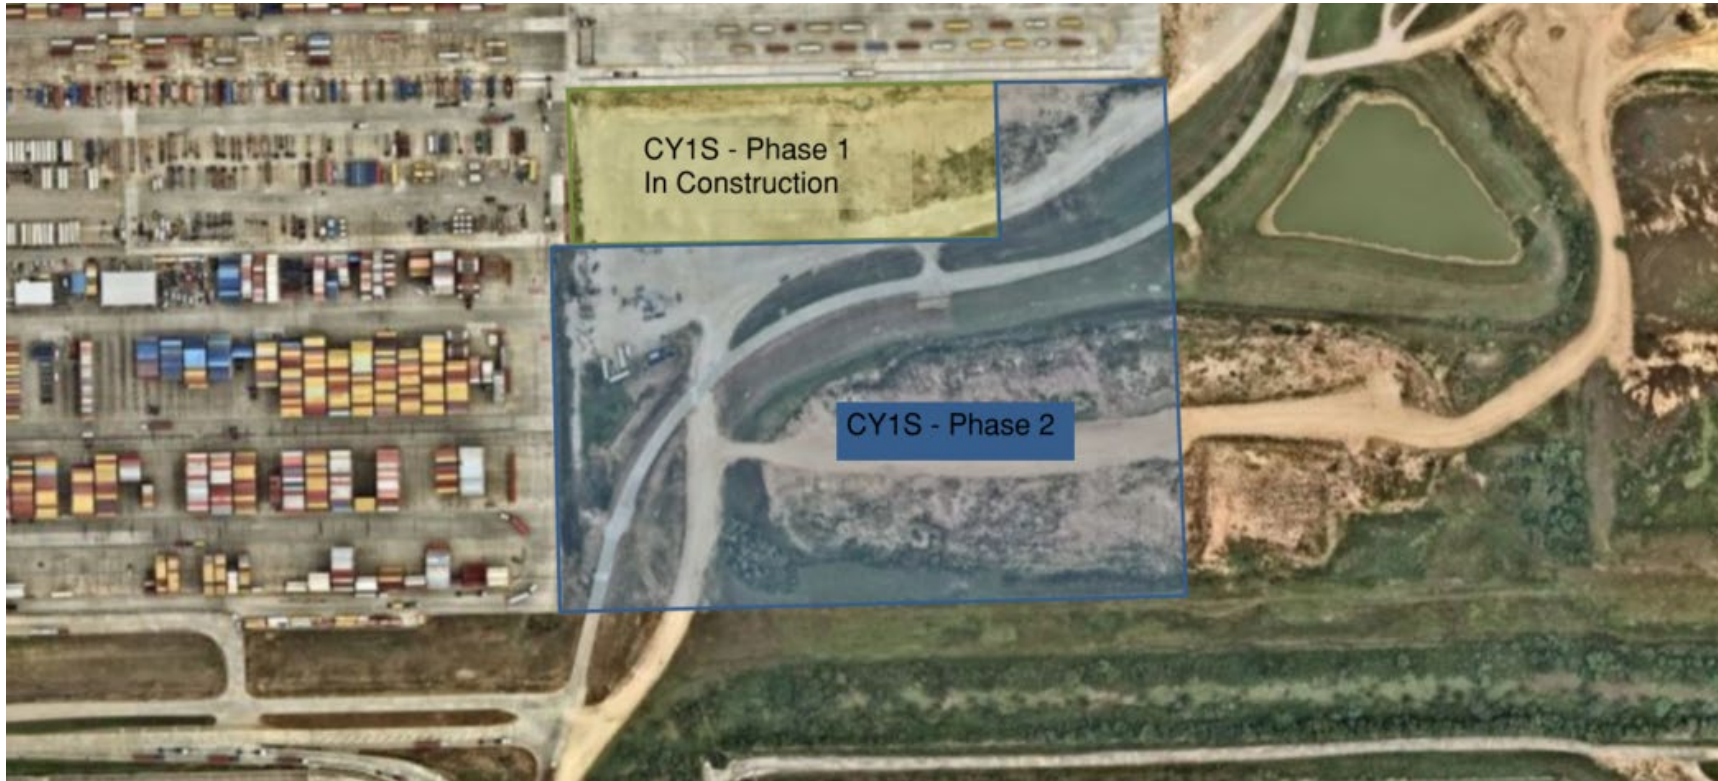 CY1S - Phase 1
In Construction
CY1S - Phase 2